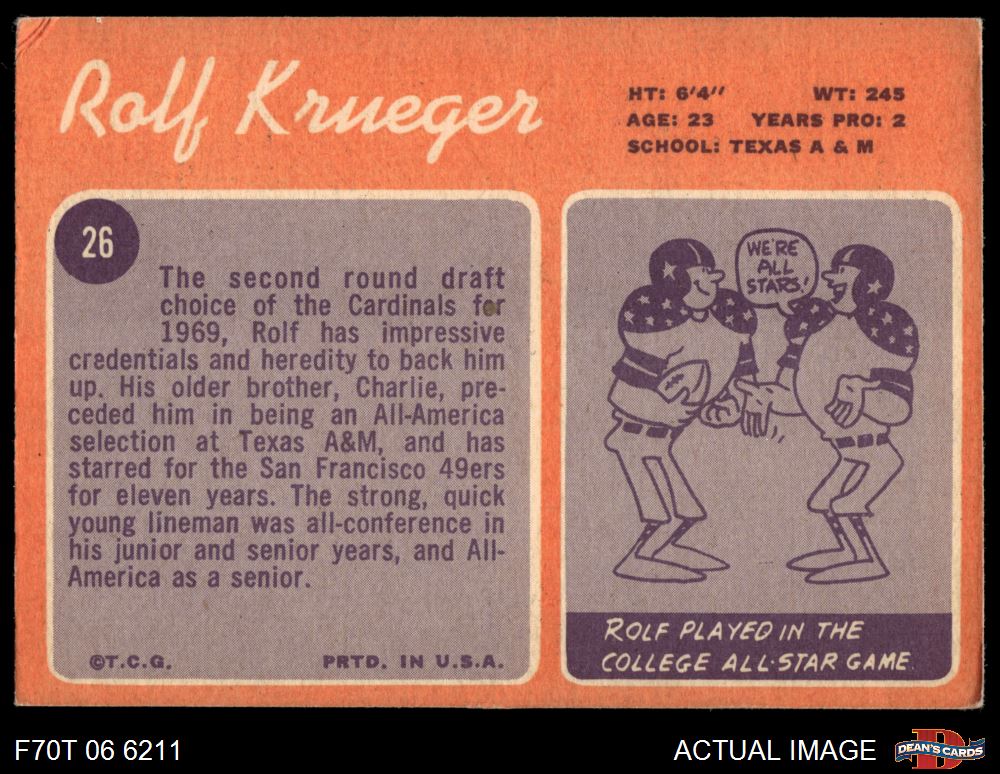 Rolf Krueger
HT: 6'4''   WT: 245
AGE: 23   YEARS PRO: 2
SCHOOL: TEXAS A & M
26
The second round draft
choice of the Cardinals for
1969, Rolf has impressive
credentials and heredity to back him
up. His older brother, Charlie, pre-
ceded him in being an All-America
selection at Texas A&M, and has
starred for the San Francisco 49ers
for eleven years. The strong, quick
young lineman was all-conference in
his junior and senior years, and All-
America as a senior.
©T.C.G.   PRTD. IN U.S.A.
WE'RE
ALL
STARS!
ROLF PLAYED IN THE
COLLEGE ALL-STAR GAME.
F70T 06 6211
ACTUAL IMAGE
D
DEAN'S CARDS